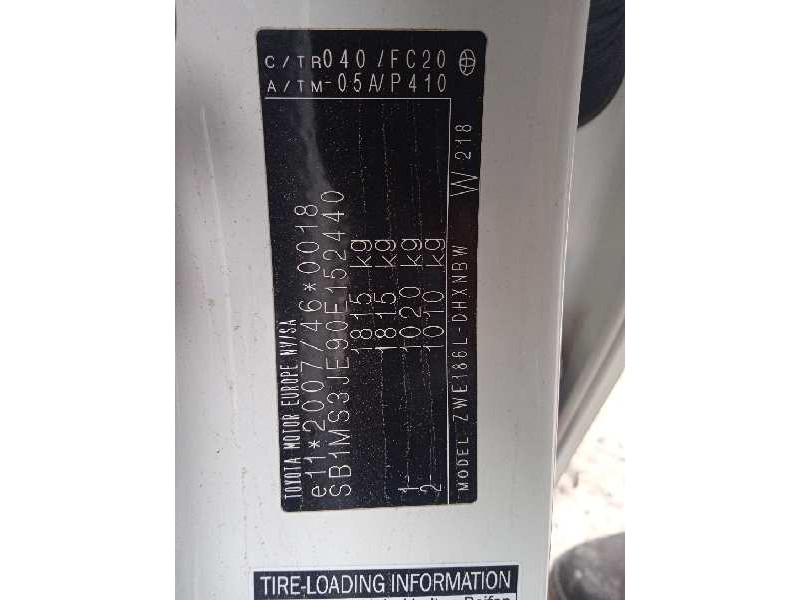 C/TR 040/FC20
A/TM -05A/P410
TOYOTA MOTOR EUROPE NV/SA
e11*2007/46*0018
SB1MS3JE90E152440
1815 kg
1815 kg
1- 1020 kg
2- 1010 kg
MODEL ZWE186L-DHXNBW W 218
TIRE-LOADING INFORMATION